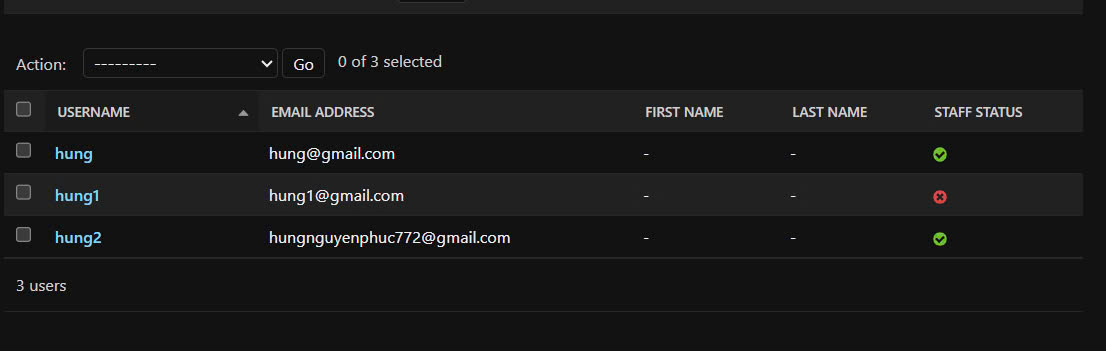 Action: --------- Go 0 of 3 selected
USERNAME EMAIL ADDRESS FIRST NAME LAST NAME STAFF STATUS
hung hung@gmail.com - -
hung1 hung1@gmail.com - -
hung2 hungnguyenphuc772@gmail.com - -
3 users